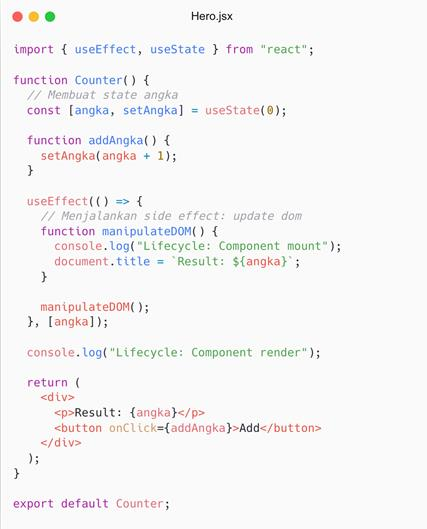 Hero.jsx
import { useEffect, useState } from "react";
function Counter() {
// Membuat state angka
const [angka, setAngka] = useState(0);
function addAngka() {
setAngka(angka + 1);
}
useEffect(() => {
// Menjalankan side effect: update dom
function manipulateDOM() {
console.log("Lifecycle: Component mount");
document.title = `Result: ${angka}`;
}
manipulateDOM();
}, [angka]);
console.log("Lifecycle: Component render");
return (
<div>
<p>Result: {angka}</p>
<button onClick={addAngka}>Add</button>
</div>
);
}
export default Counter;